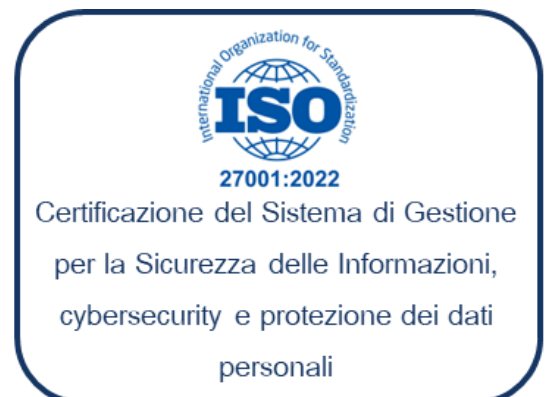 International Organization for Standardization
ISO
27001:2022
Certificazione del Sistema di Gestione
per la Sicurezza delle Informazioni,
cybersecurity e protezione dei dati
personali